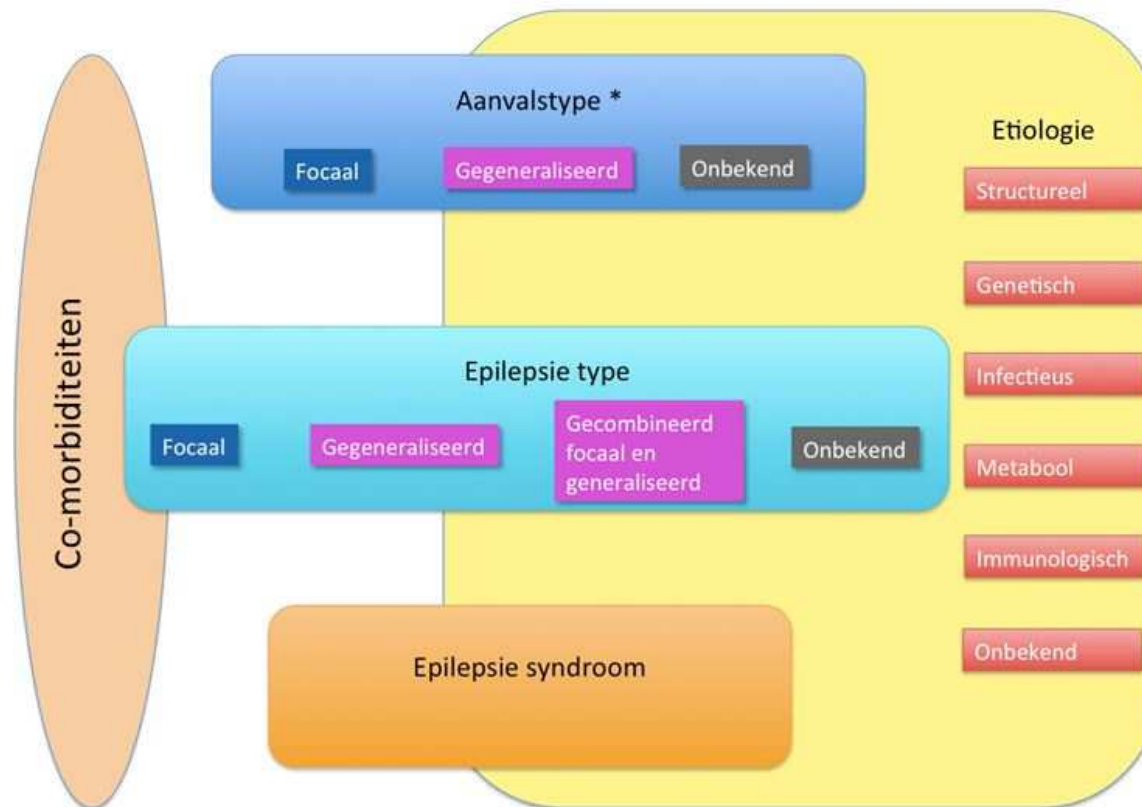 Co-morbiditeiten
Aanvalstype *
Focaal
Gegeneraliseerd
Onbekend
Epilepsie type
Focaal
Gegeneraliseerd
Gecombineerd
focaal en
generaliseerd
Onbekend
Epilepsie syndroom
Etiologie
Structureel
Genetisch
Infectieus
Metabool
Immunologisch
Onbekend